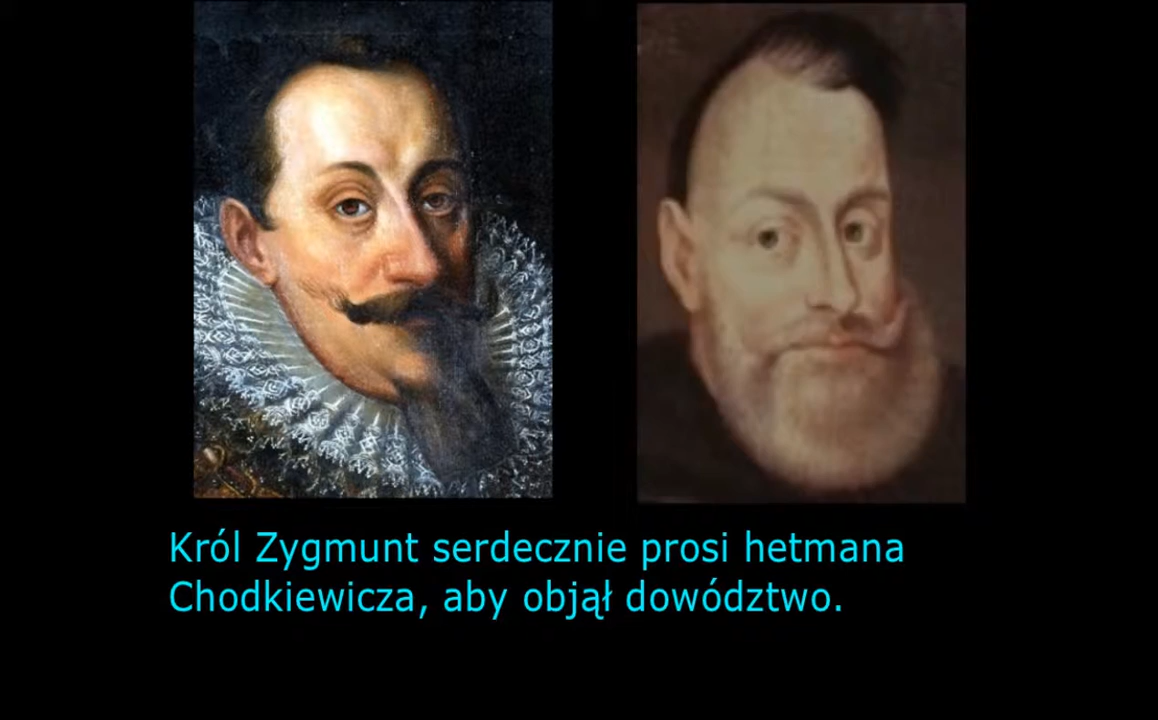 Król Zygmunt serdecznie prosi hetmana
Chodkiewicza, aby objął dowództwo.